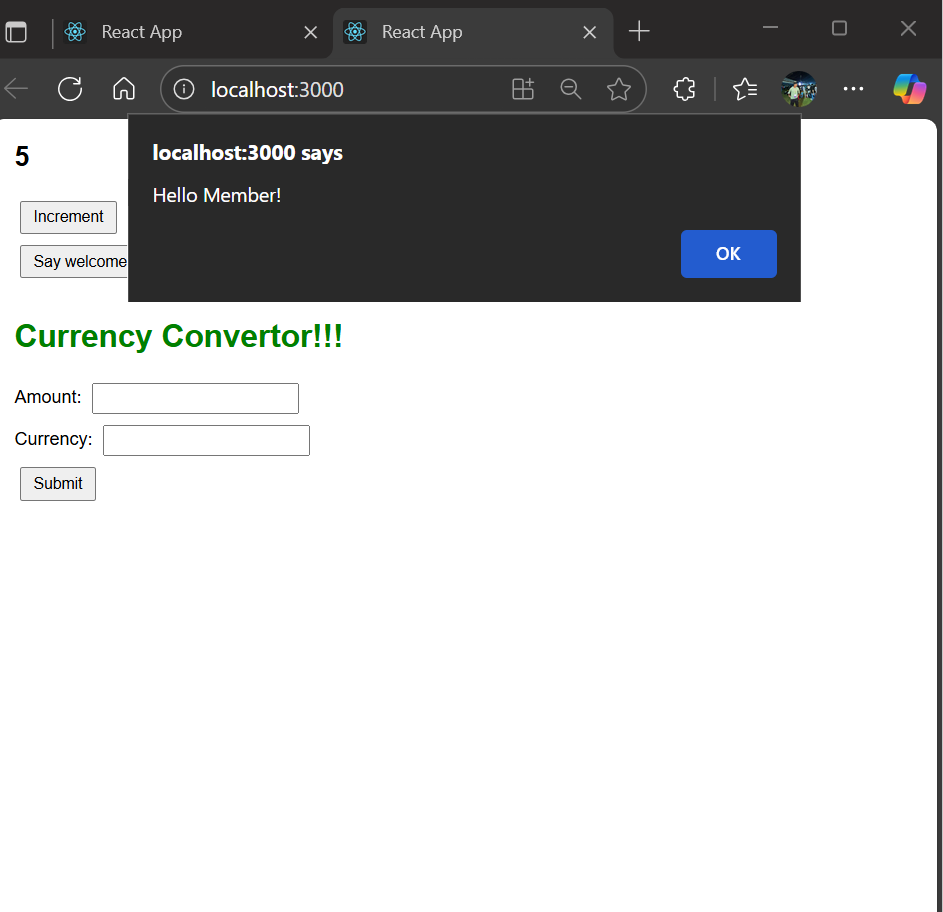 React App
React App
localhost:3000
localhost:3000 says
Hello Member!
OK
5
Increment
Say welcome
Currency Convertor!!!
Amount:
Currency:
Submit